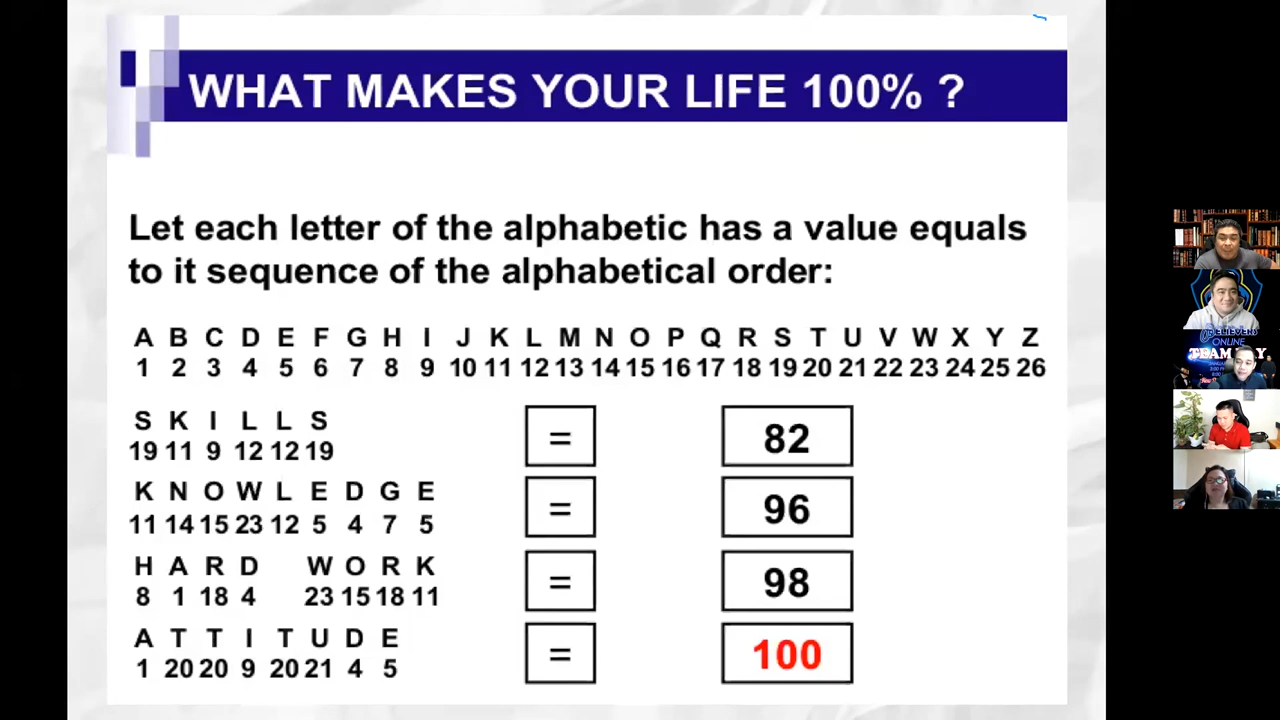 WHAT MAKES YOUR LIFE 100% ?
Let each letter of the alphabetic has a value equals
to it sequence of the alphabetical order:
A B C D E F G H I J K L M N O P Q R S T U V W X Y Z
1 2 3 4 5 6 7 8 9 10 11 12 13 14 15 16 17 18 19 20 21 22 23 24 25 26
S K I L L S
19 11 9 12 12 19 = 82
K N O W L E D G E
11 14 15 23 12 5 4 7 5 = 96
H A R D W O R K
8 1 18 4 23 15 18 11 = 98
A T T I T U D E
1 20 20 9 20 21 4 5 = 100
ONLINE